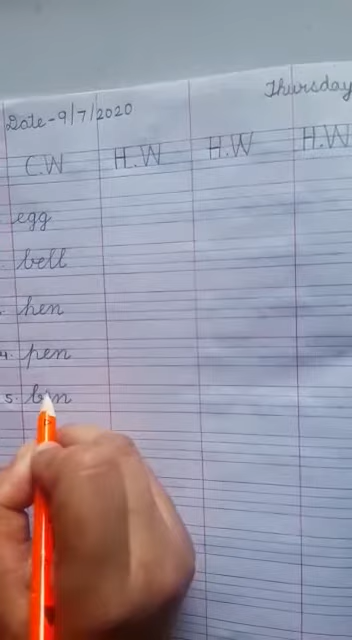 Date-9/7/2020 Thursday
C.W H.W H.W H.W
egg
bell
hen
4. pen
5.